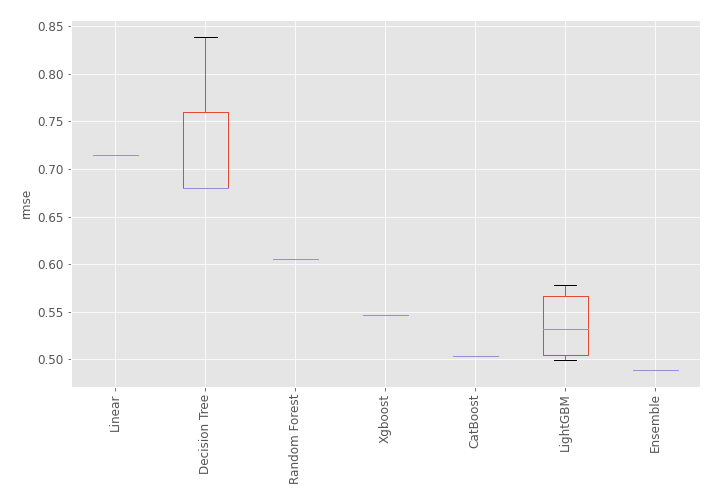 0.85
0.80
0.75
0.70
0.65
0.60
0.55
0.50
rmse
Linear
Decision Tree
Random Forest
Xgboost
CatBoost
LightGBM
Ensemble